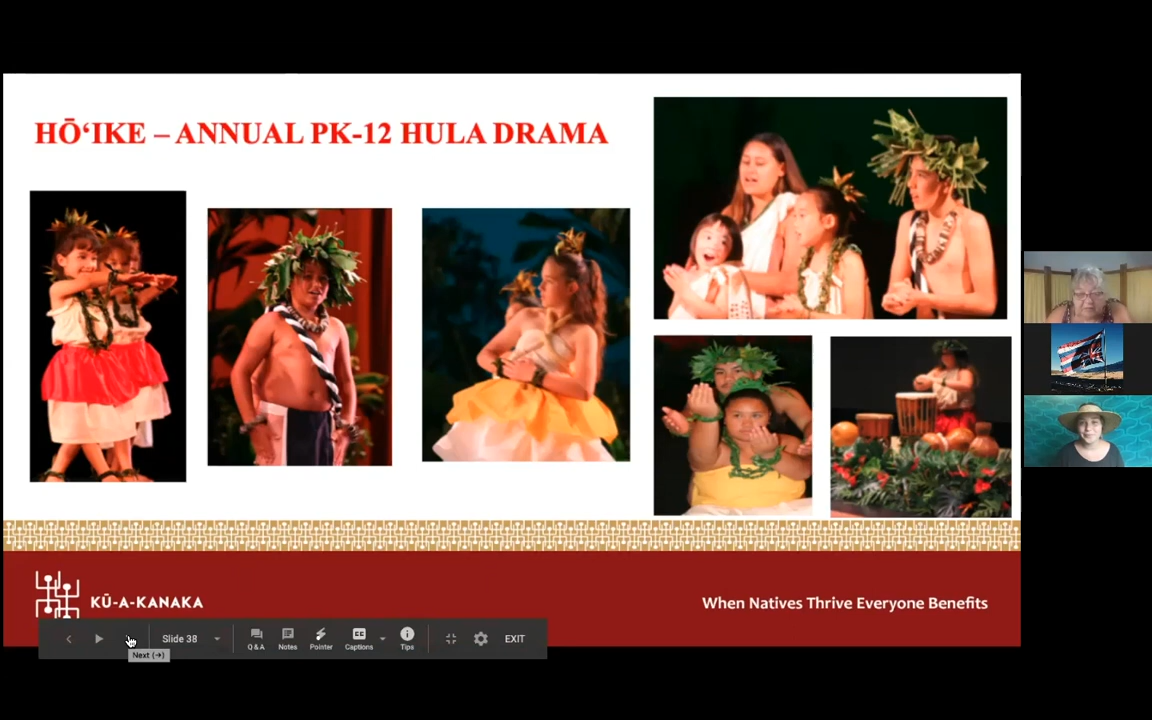 HŌʻIKE – ANNUAL PK-12 HULA DRAMA
KŪ-A-KANAKA
When Natives Thrive Everyone Benefits
Slide 38
Q & A
Notes
Pointer
CC
Captions
Tips
EXIT
Next (→)